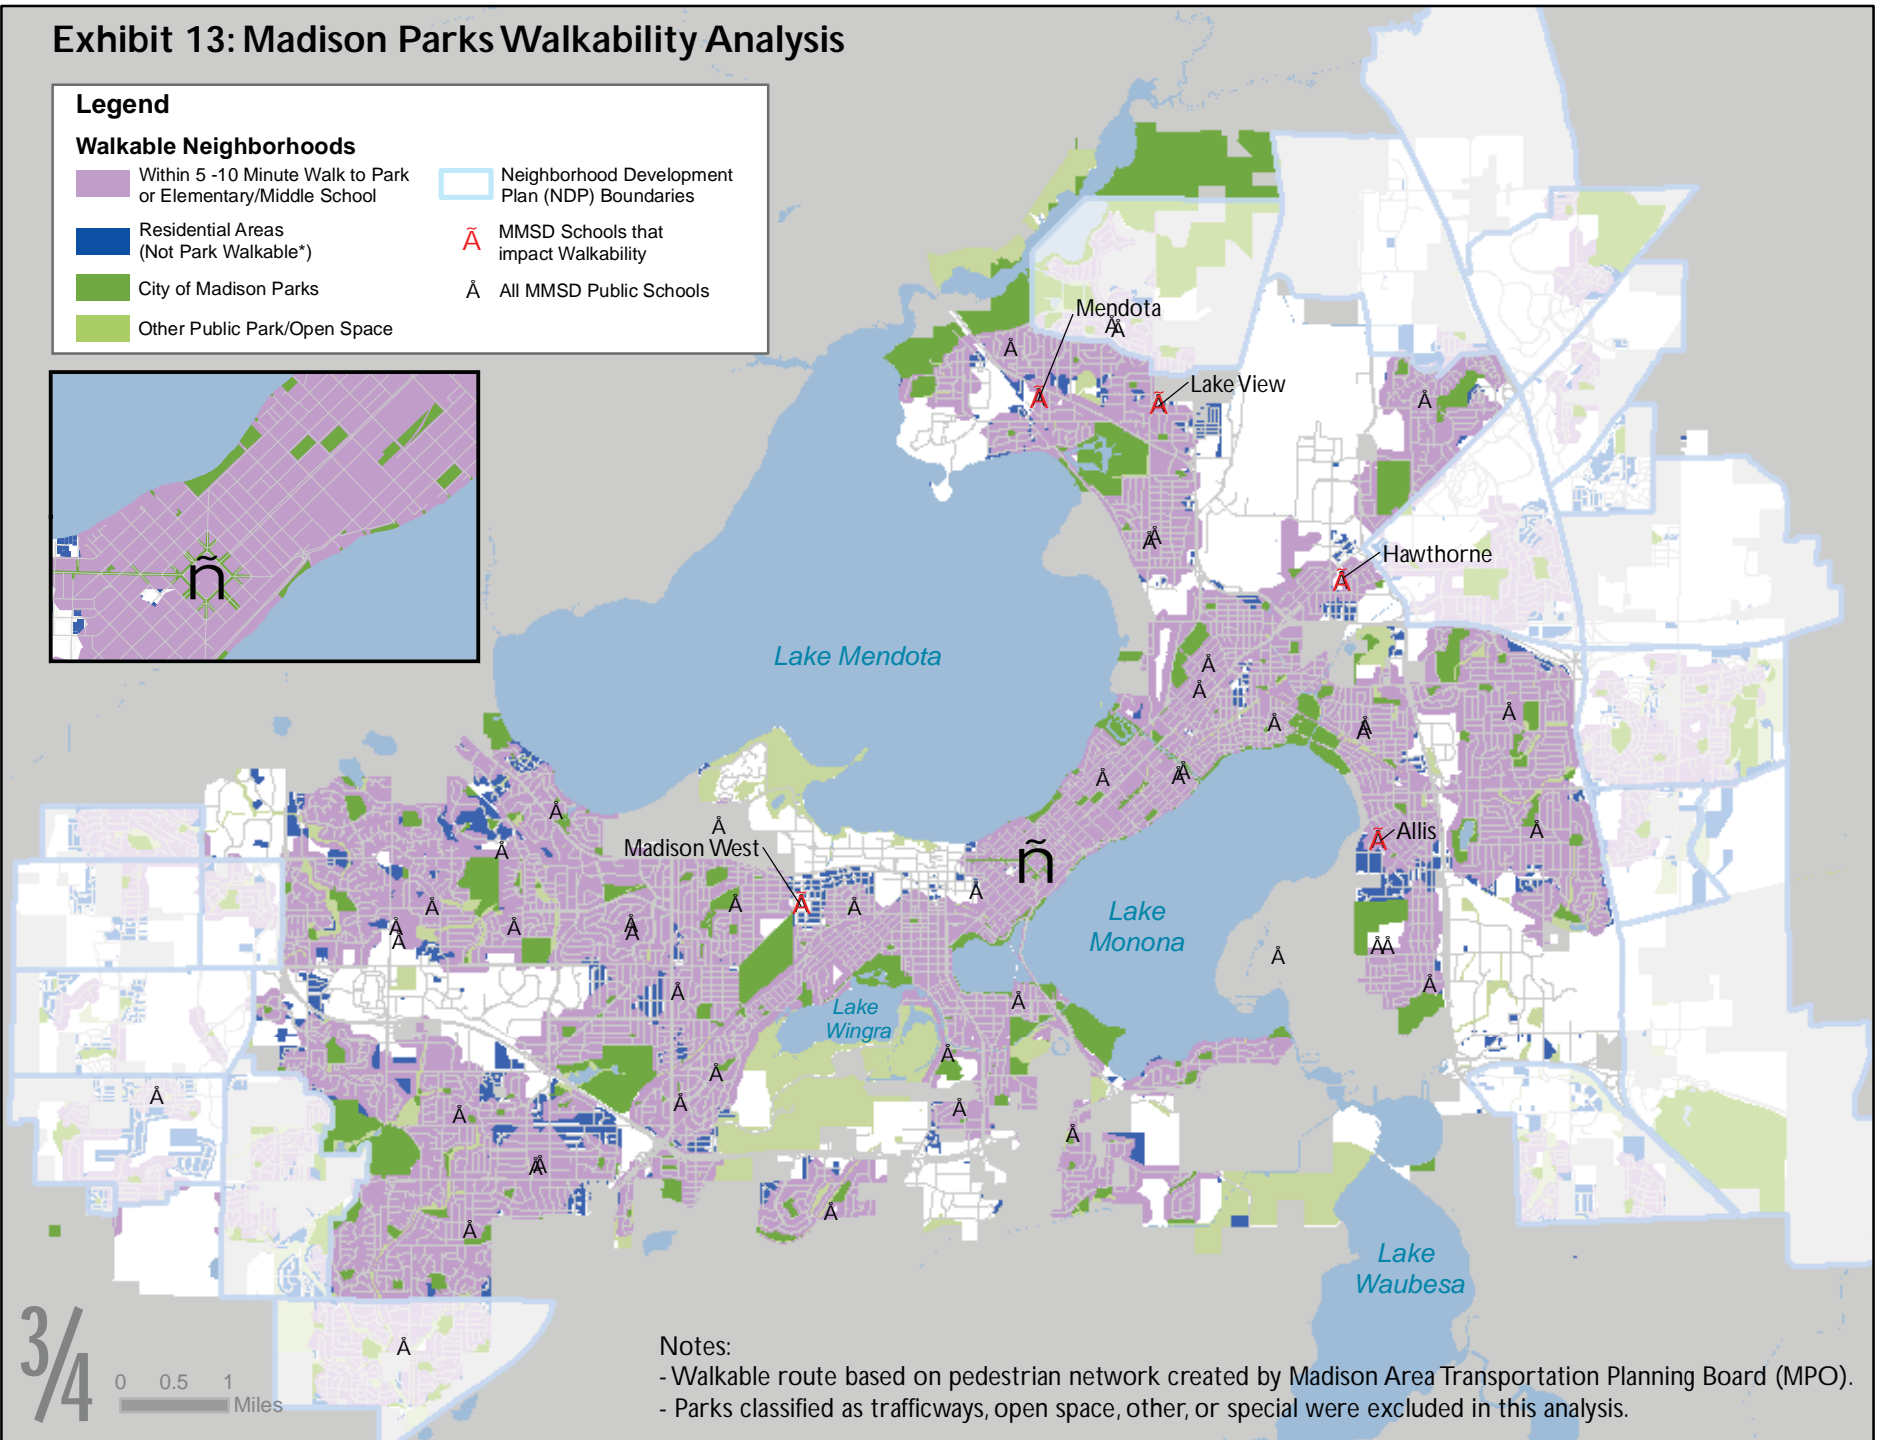 Exhibit 13: Madison Parks Walkability Analysis
Legend
Walkable Neighborhoods
Within 5 -10 Minute Walk to Park
or Elementary/Middle School
Residential Areas
(Not Park Walkable*)
City of Madison Parks
Other Public Park/Open Space
Neighborhood Development
Plan (NDP) Boundaries
Ã MMSD Schools that
impact Walkability
Å All MMSD Public Schools
ñ
Mendota
Lake View
Hawthorne
Lake Mendota
Madison West
ñ
Allis
Lake
Monona
Lake
Wingra
Lake
Waubesa
3/4
0 0.5 1
Miles
Notes:
- Walkable route based on pedestrian network created by Madison Area Transportation Planning Board (MPO).
- Parks classified as trafficways, open space, other, or special were excluded in this analysis.